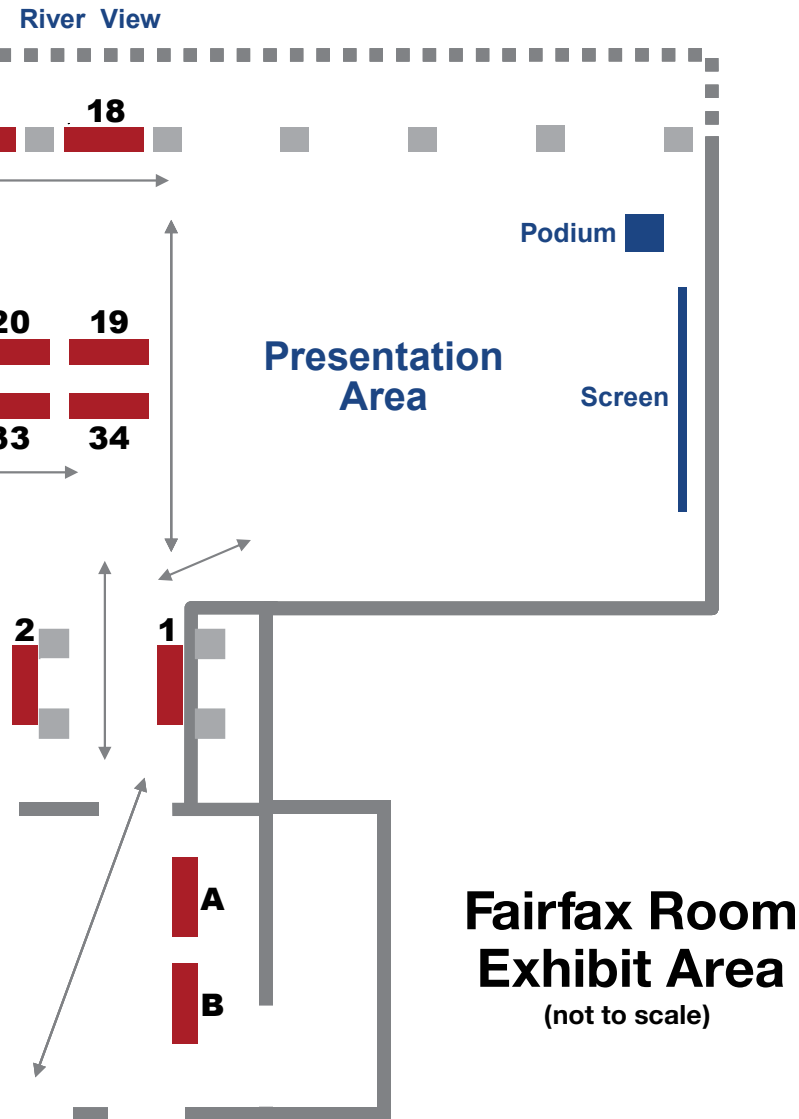 River View
18
Podium
20 19
Presentation
Area
Screen
33 34
2 1
A
B
Fairfax Room
Exhibit Area
(not to scale)